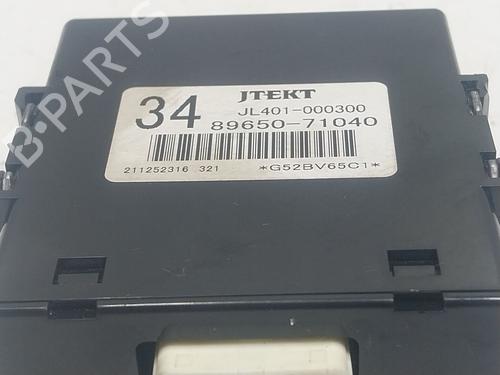 B-PARTS
JTEKT
34
JL401-000300
89650-71040
211252316 321
*G52BV65C1*